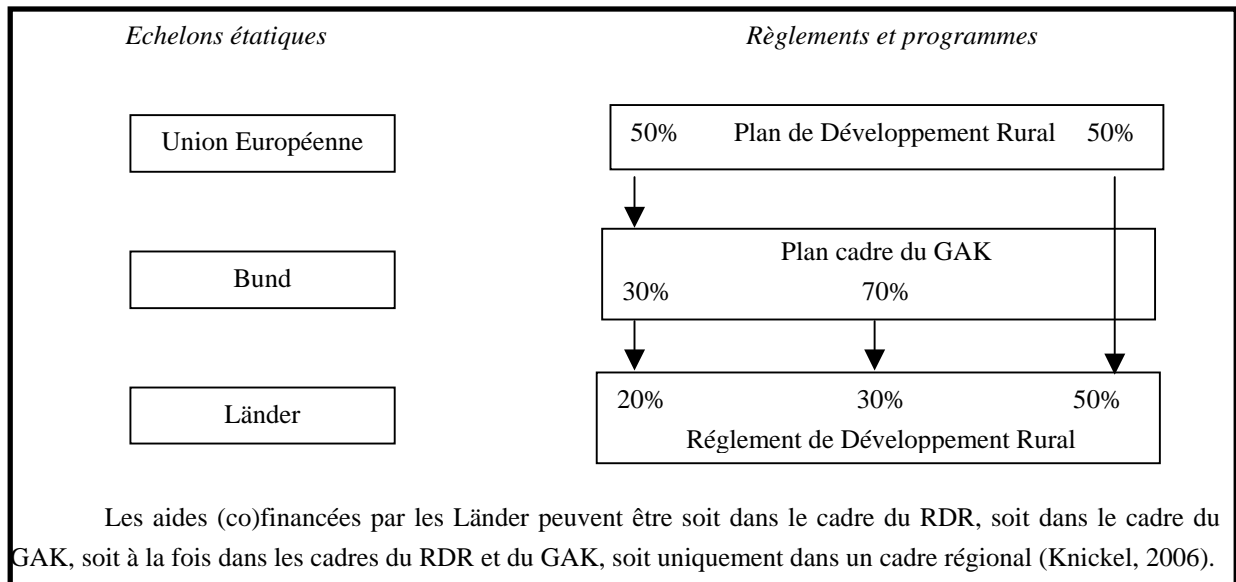 Echelons étatiques Règlements et programmes
Union Européenne
50% Plan de Développement Rural 50%
Bund
Plan cadre du GAK
30% 70%
Länder
20% 30% 50%
Réglement de Développement Rural
Les aides (co)financées par les Länder peuvent être soit dans le cadre du RDR, soit dans le cadre du
GAK, soit à la fois dans les cadres du RDR et du GAK, soit uniquement dans un cadre régional (Knickel, 2006).